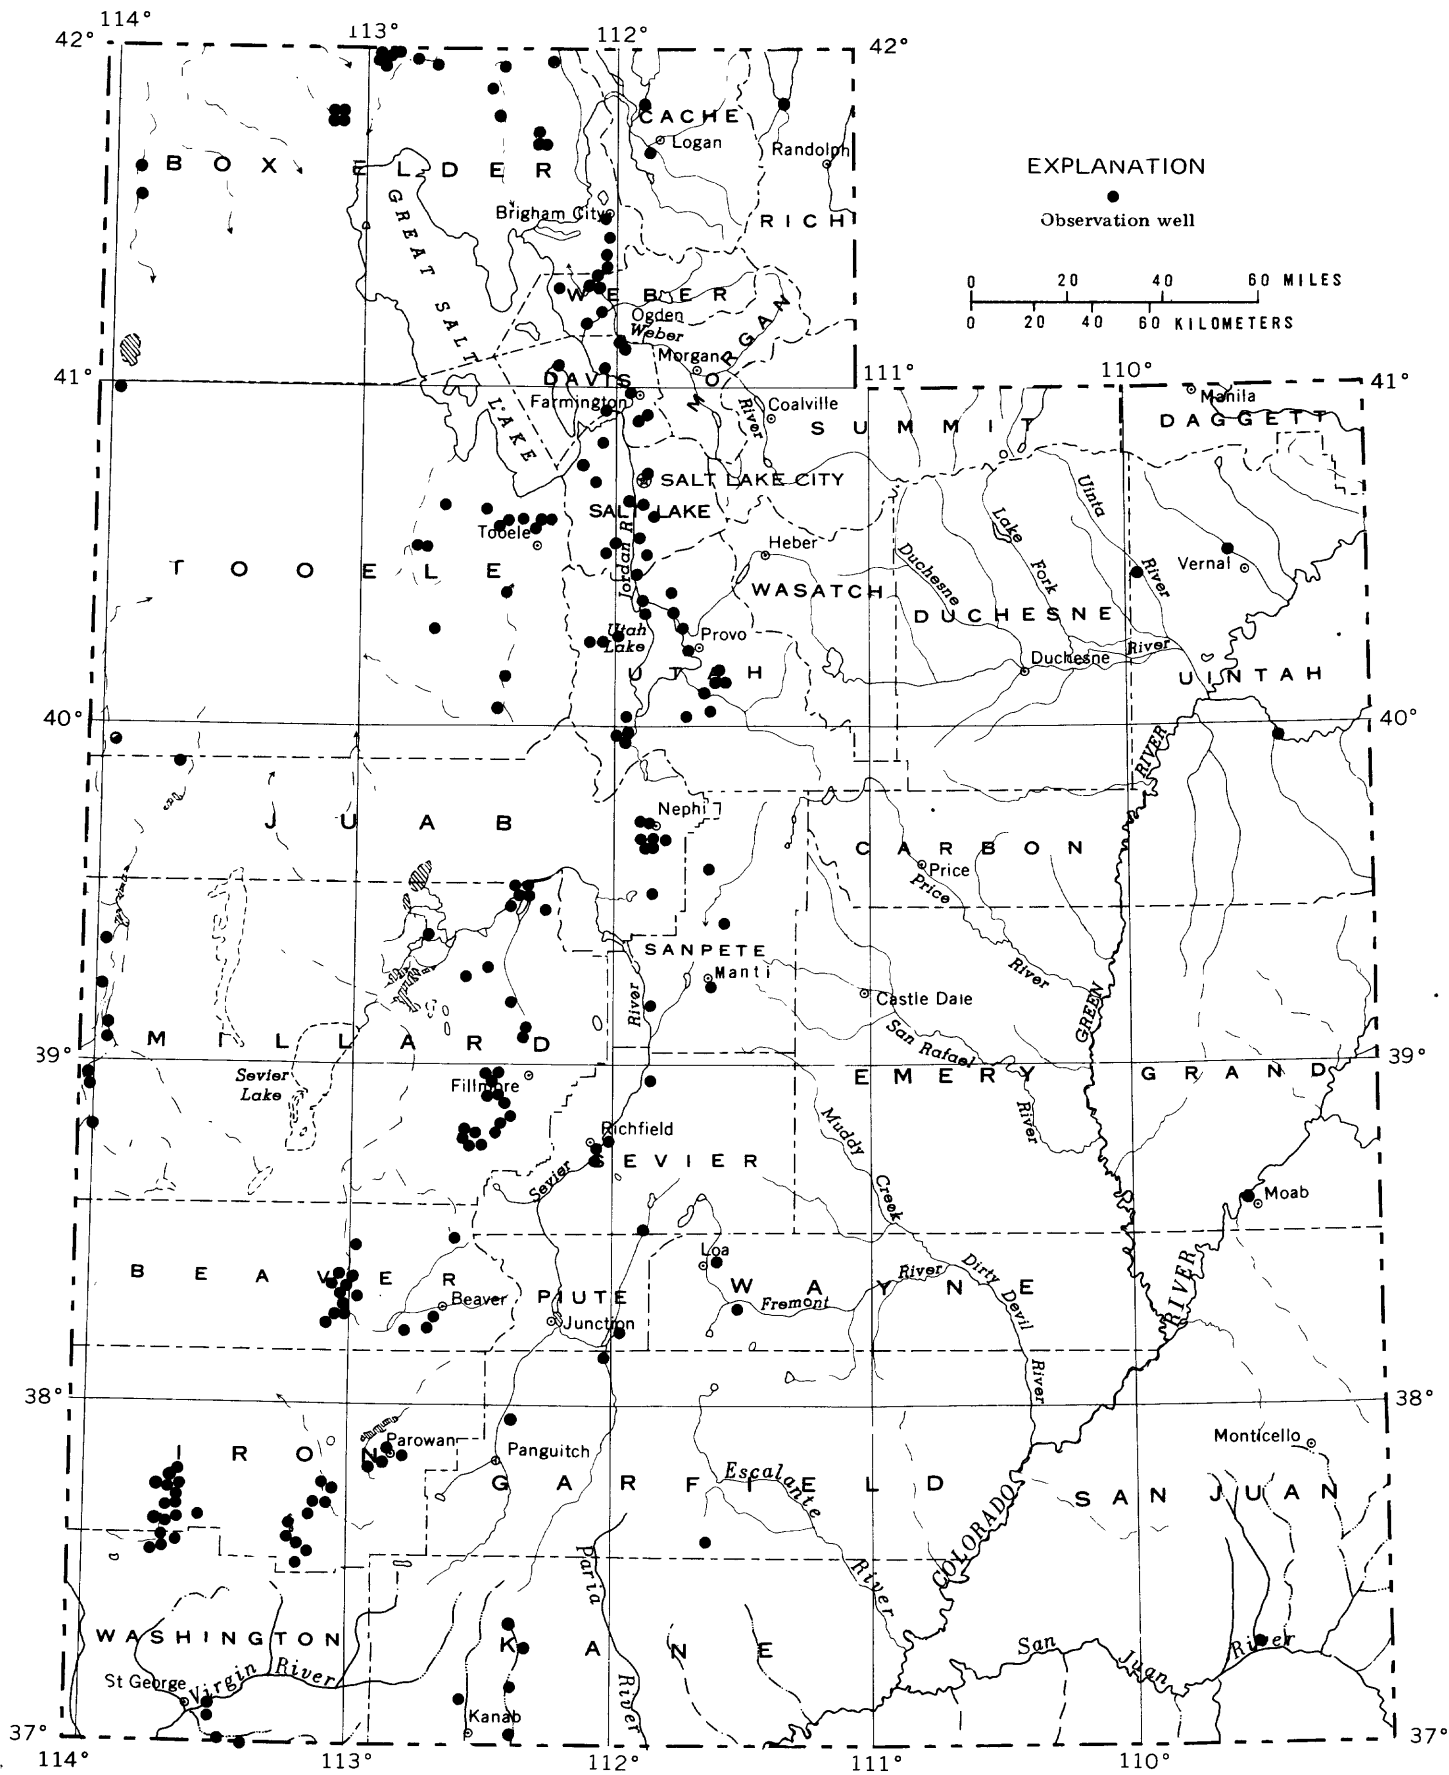 114°
113°
112°
42°
42°
CACHE
Logan
Randolph
BOX ELDER
EXPLANATION
Observation well
Brigham City
RICH
GREAT SALT LAKE
0 20 40 60 MILES
0 20 40 60 KILOMETERS
WEBER
Ogden
Weber
River
MORGAN
Morgan
41°
DAVIS
Farmington
111°
110°
41°
Manila
DAGGETT
Coalville
SUMMIT
SALT LAKE CITY
SALT LAKE
Jordan R
Tooele
TOOELE
Heber
WASATCH
Duchesne
River
Lake Fork
Uinta River
Vernal
DUCHESNE
Duchesne
UINTAH
Utah Lake
Provo
UTAH
40°
40°
GREEN RIVER
JUAB
Nephi
CARBON
Price
Price River
SANPETE
Manti
Castle Dale
San Rafael River
River
MILLARD
39°
39°
Sevier Lake
Fillmore
EMERY
GRAND
Richfield
SEVIER
Sevier
Muddy Creek
Moab
Loa
BEAVER
Beaver
PIUTE
Junction
WAYNE
Fremont River
Dirty Devil River
RIVER
38°
38°
IRON
Parowan
Panguitch
Monticello
GARFIELD
Escalante River
COLORADO
SAN JUAN
Paria River
WASHINGTON
St George
Virgin River
KANE
Kanab
San Juan River
37°
37°
114°
113°
112°
111°
110°